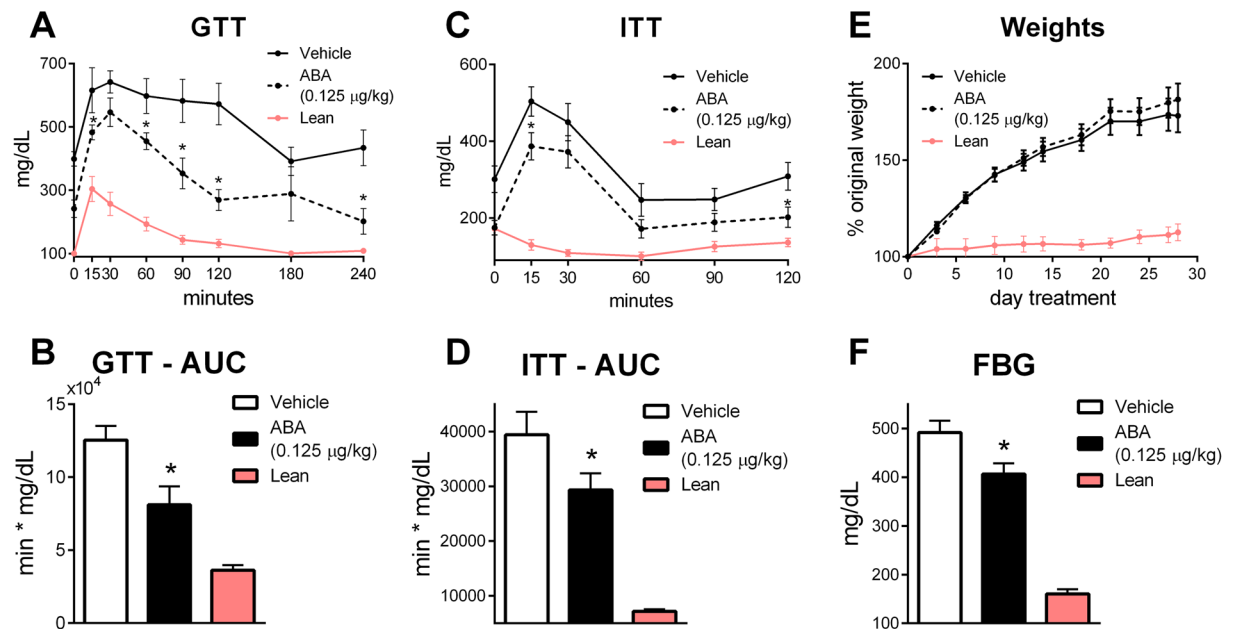 A GTT
Vehicle
ABA
(0.125 μg/kg)
Lean
mg/dL
700
500
300
100
0 15 30 60 90 120 180 240
minutes
* * * * *
C ITT
Vehicle
ABA
(0.125 μg/kg)
Lean
mg/dL
600
400
200
0 15 30 60 90 120
minutes
* *
E Weights
Vehicle
ABA
(0.125 μg/kg)
Lean
% original weight
200
150
100
0 5 10 15 20 25 30
day treatment
B GTT - AUC
x10⁴
Vehicle
ABA
(0.125 μg/kg)
Lean
min * mg/dL
15
10
5
0
*
D ITT - AUC
Vehicle
ABA
(0.125 μg/kg)
Lean
min * mg/dL
40000
30000
20000
10000
*
F FBG
Vehicle
ABA
(0.125 μg/kg)
Lean
mg/dL
500
400
300
200
100
*